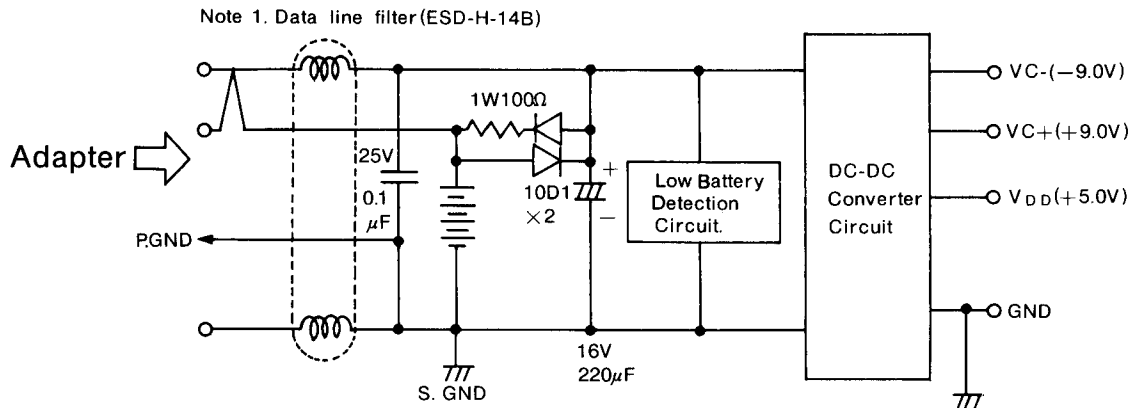 Note 1. Data line filter(ESD-H-14B)
VC-(−9.0V)
1W100Ω
VC+(+9.0V)
Adapter
25V
0.1
μF
10D1
×2
+
−
Low Battery
Detection
Circuit.
DC-DC
Converter
Circuit
VDD(+5.0V)
P.GND
GND
16V
220μF
S. GND